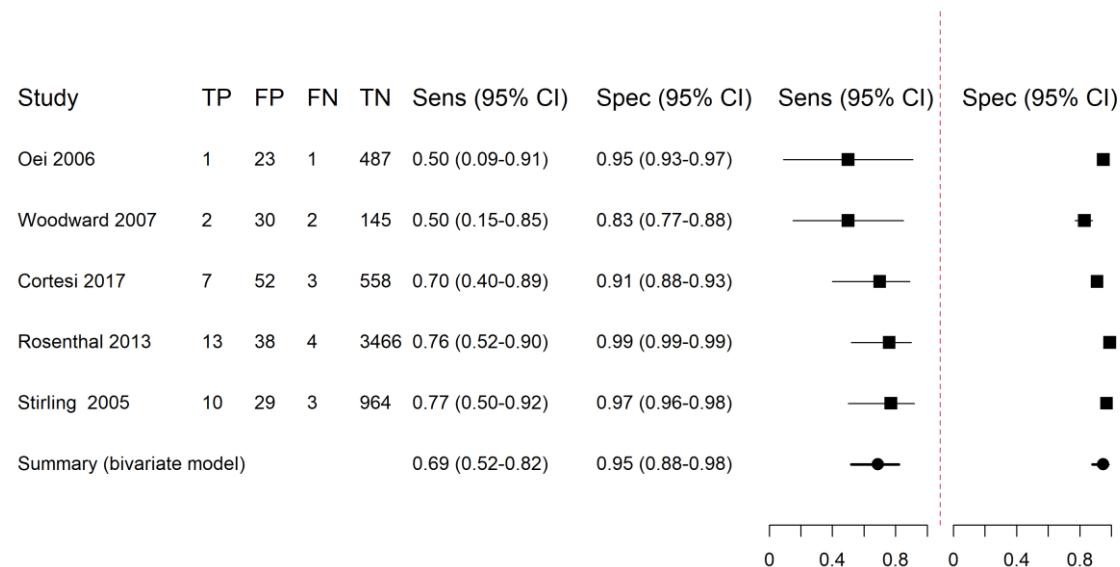 Study TP FP FN TN Sens (95% CI) Spec (95% CI) Sens (95% CI) Spec (95% CI)
Oei 2006 1 23 1 487 0.50 (0.09-0.91) 0.95 (0.93-0.97)
Woodward 2007 2 30 2 145 0.50 (0.15-0.85) 0.83 (0.77-0.88)
Cortesi 2017 7 52 3 558 0.70 (0.40-0.89) 0.91 (0.88-0.93)
Rosenthal 2013 13 38 4 3466 0.76 (0.52-0.90) 0.99 (0.99-0.99)
Stirling 2005 10 29 3 964 0.77 (0.50-0.92) 0.97 (0.96-0.98)
Summary (bivariate model) 0.69 (0.52-0.82) 0.95 (0.88-0.98)
0 0.4 0.8 0 0.4 0.8